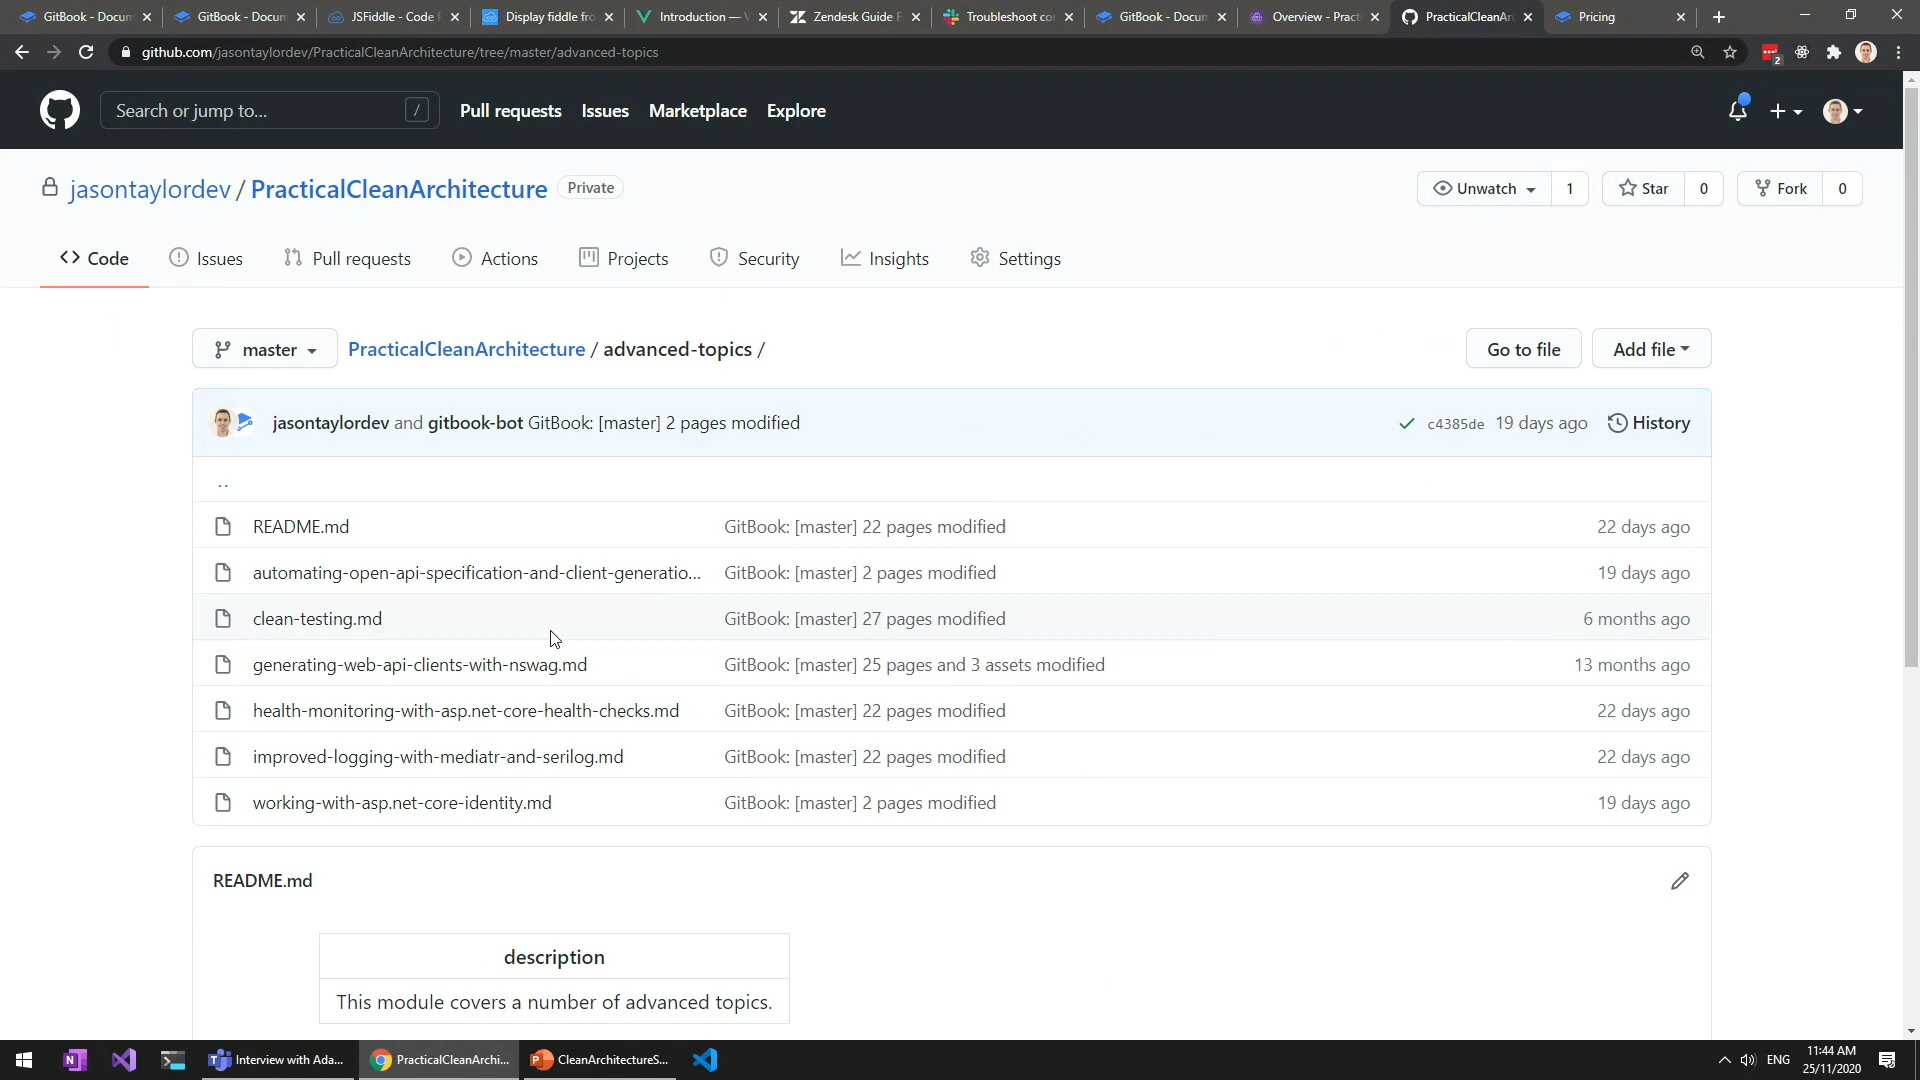 GitBook - Docum
GitBook - Docum
JSFiddle - Code
Display fiddle fro
Introduction —
Zendesk Guide
Troubleshoot co
GitBook - Docum
Overview - Pract
PracticalCleanAr
Pricing
github.com/jasontaylordev/PracticalCleanArchitecture/tree/master/advanced-topics
2
Search or jump to...
/
Pull requests
Issues
Marketplace
Explore
jasontaylordev / PracticalCleanArchitecture
Private
Unwatch
1
Star
0
Fork
0
Code
Issues
Pull requests
Actions
Projects
Security
Insights
Settings
master
PracticalCleanArchitecture / advanced-topics /
Go to file
Add file
jasontaylordev and gitbook-bot GitBook: [master] 2 pages modified
c4385de 19 days ago
History
..
README.md GitBook: [master] 22 pages modified 22 days ago
automating-open-api-specification-and-client-generatio... GitBook: [master] 2 pages modified 19 days ago
clean-testing.md GitBook: [master] 27 pages modified 6 months ago
generating-web-api-clients-with-nswag.md GitBook: [master] 25 pages and 3 assets modified 13 months ago
health-monitoring-with-asp.net-core-health-checks.md GitBook: [master] 22 pages modified 22 days ago
improved-logging-with-mediatr-and-serilog.md GitBook: [master] 22 pages modified 22 days ago
working-with-asp.net-core-identity.md GitBook: [master] 2 pages modified 19 days ago
README.md
description
This module covers a number of advanced topics.
Interview with Ada...
PracticalCleanArchi...
CleanArchitectureS...
ENG
11:44 AM
25/11/2020